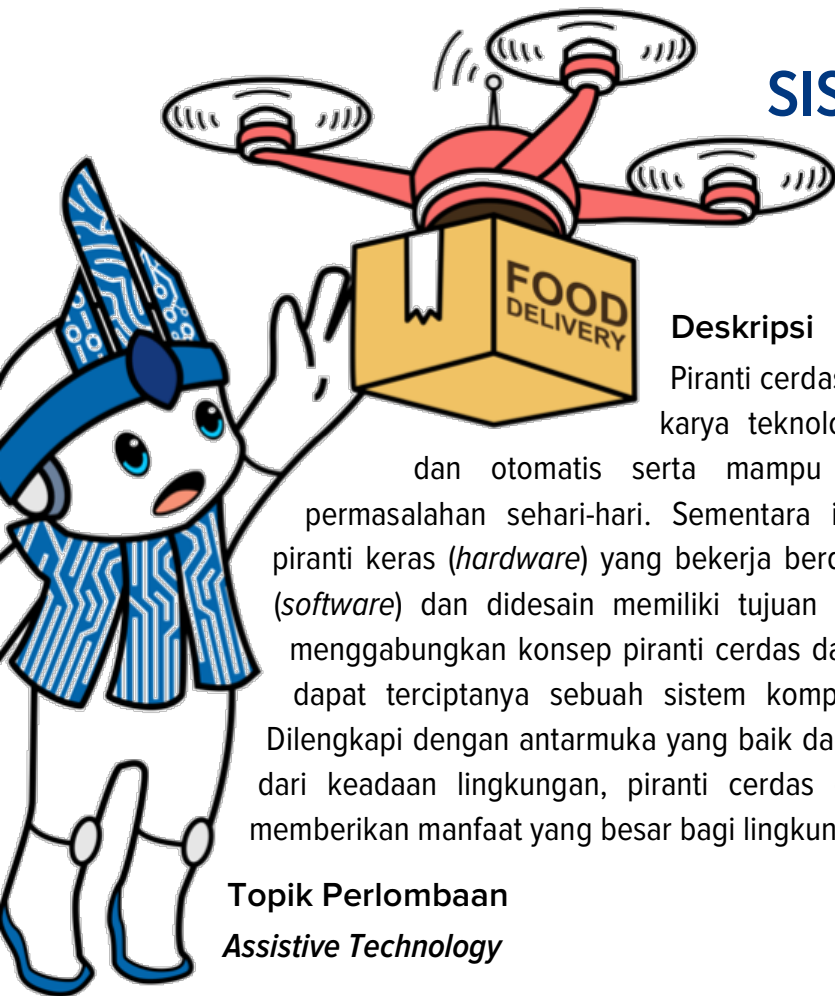 SIS
FOOD
DELIVERY
Deskripsi
Piranti cerdas
karya teknolo
dan otomatis serta mampu
permasalahan sehari-hari. Sementara i
piranti keras (hardware) yang bekerja berd
(software) dan didesain memiliki tujuan
menggabungkan konsep piranti cerdas da
dapat terciptanya sebuah sistem komp
Dilengkapi dengan antarmuka yang baik da
dari keadaan lingkungan, piranti cerdas
memberikan manfaat yang besar bagi lingkun
Topik Perlombaan
Assistive Technology